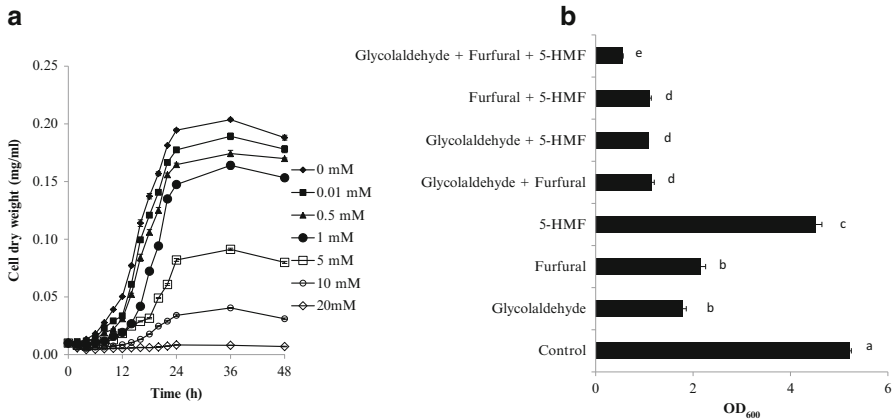 a
0.25
0.20
0.15
0.10
0.05
0.00
Cell dry weight (mg/ml)
0
12
24
36
48
Time (h)
0 mM
0.01 mM
0.5 mM
1 mM
5 mM
10 mM
20mM
b
Glycolaldehyde + Furfural + 5-HMF
e
Furfural + 5-HMF
d
Glycolaldehyde + 5-HMF
d
Glycolaldehyde + Furfural
d
5-HMF
c
Furfural
b
Glycolaldehyde
b
Control
a
0
2
4
6
OD600